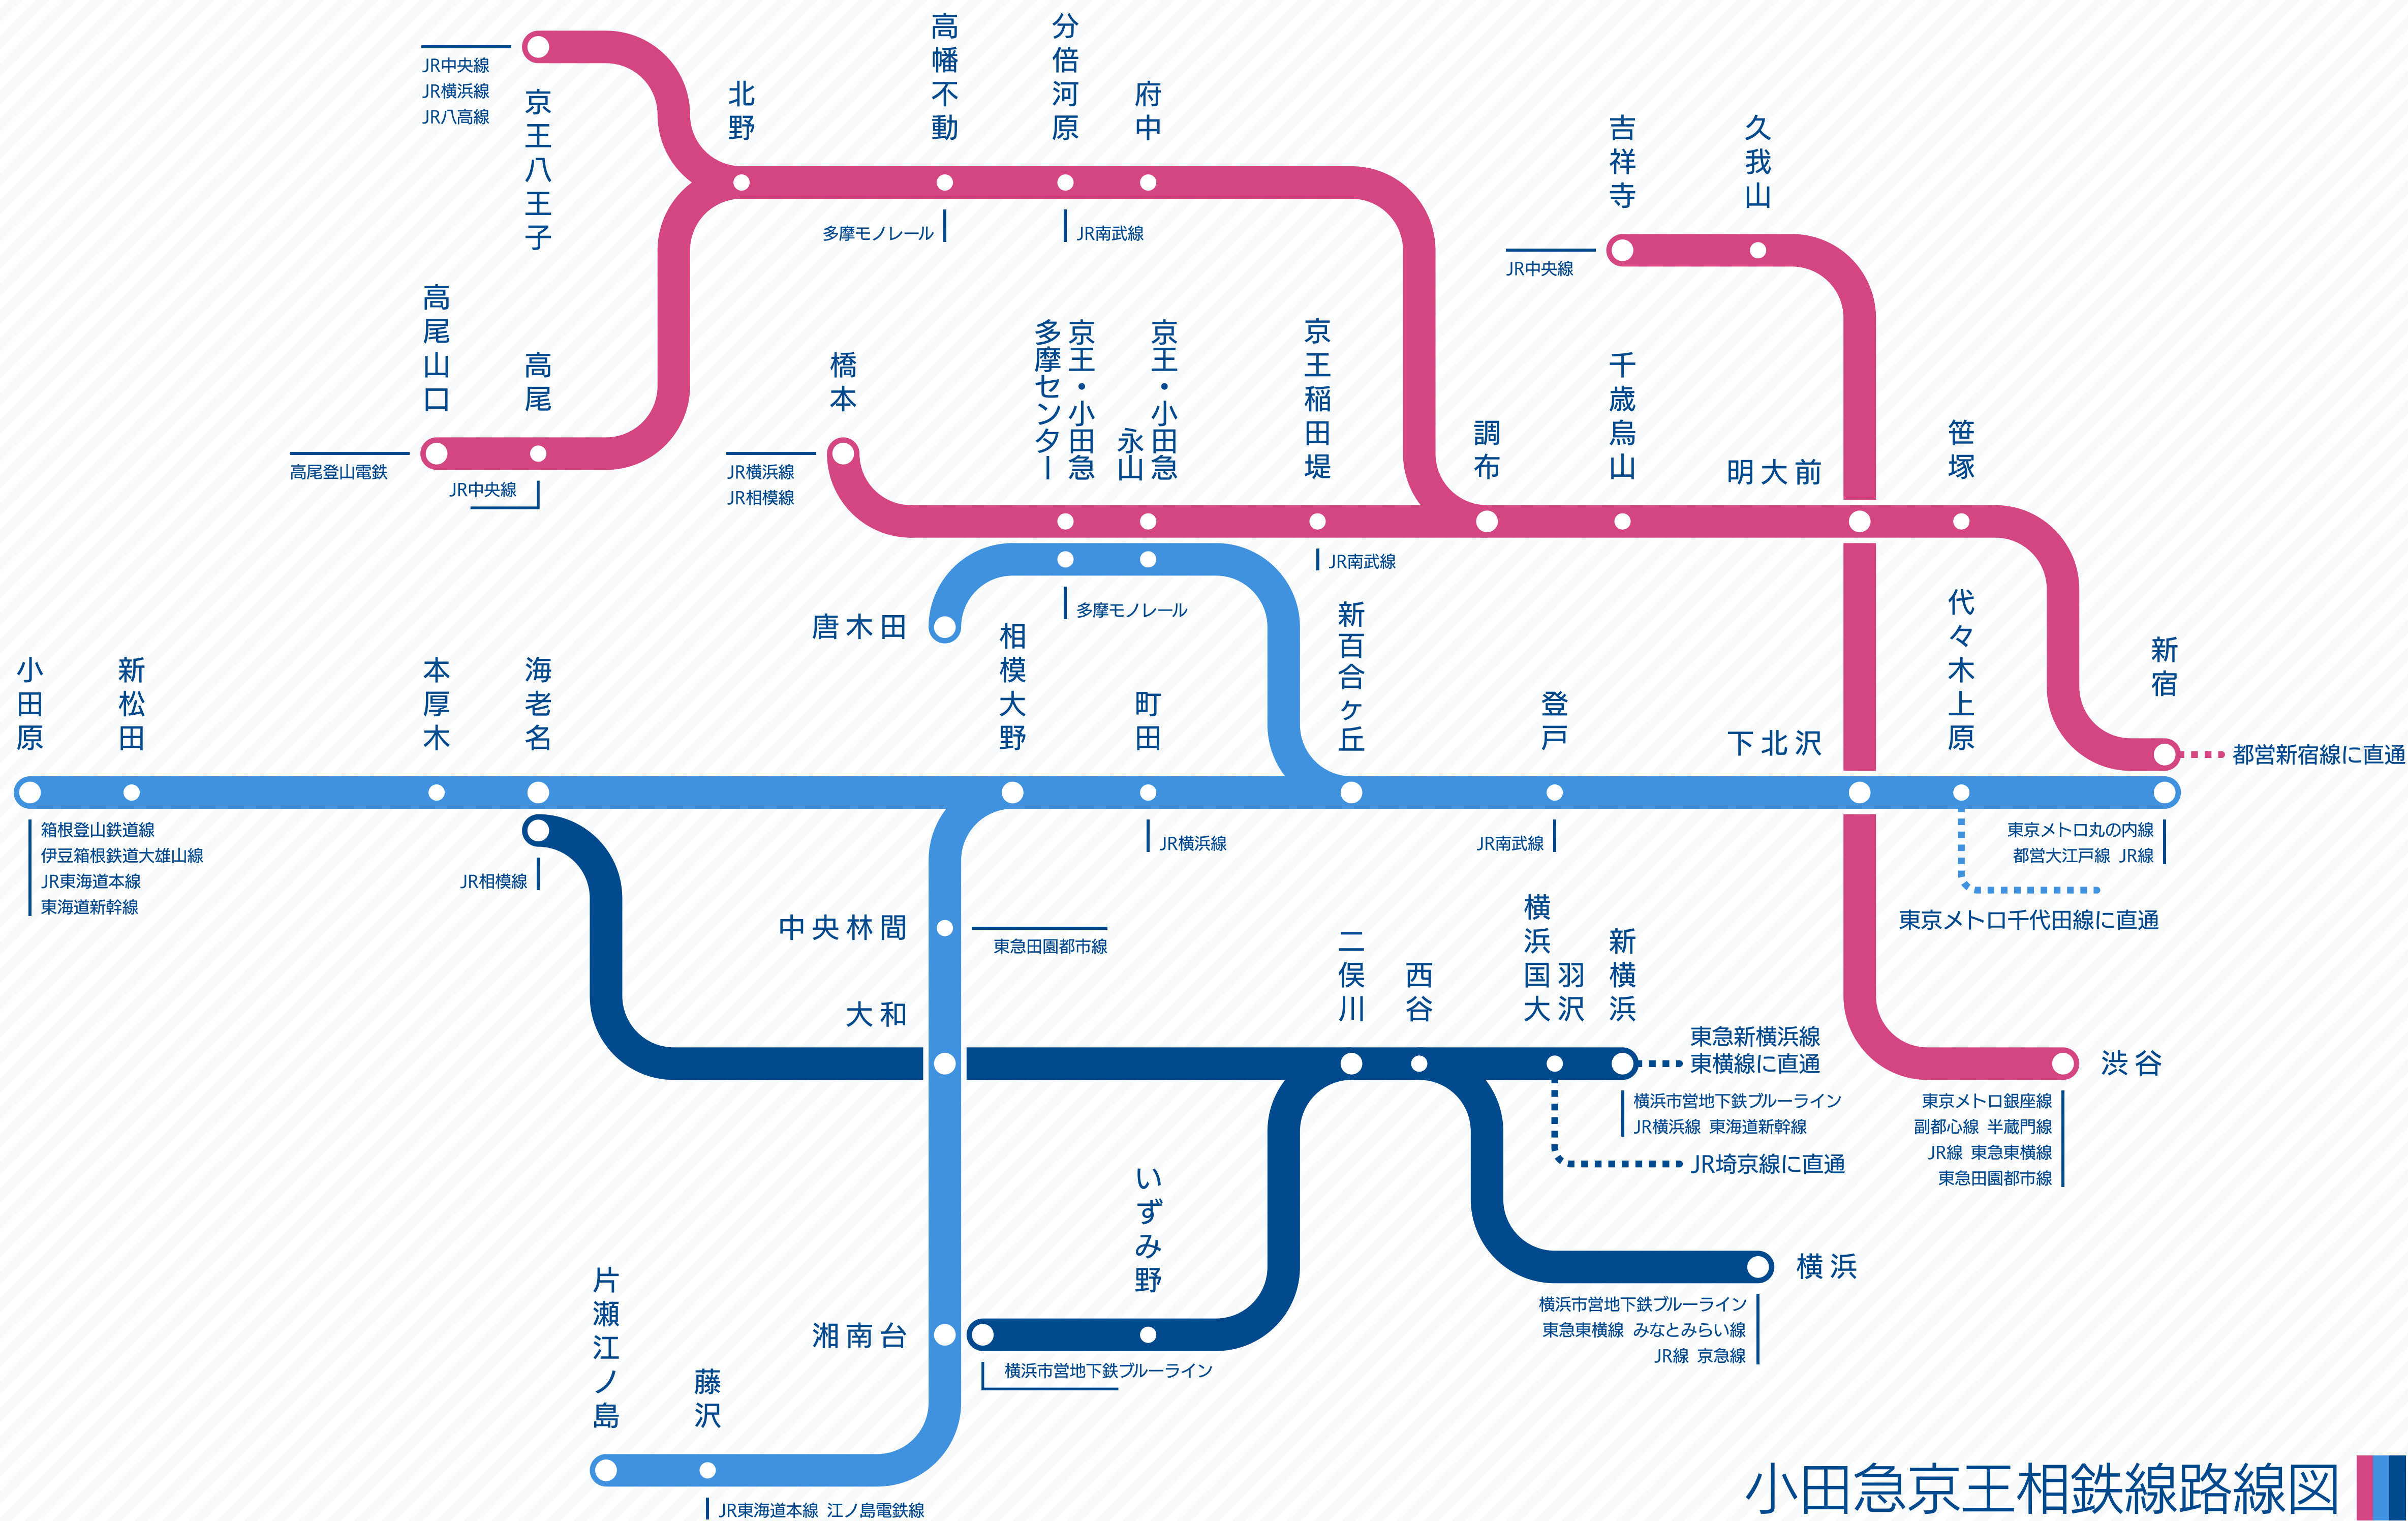 JR中央線
JR横浜線
JR八高線
京王八王子
北野
高幡不動
分倍河原
府中
多摩モノレール
JR南武線
吉祥寺
久我山
JR中央線
高尾山口
高尾
高尾登山電鉄
JR中央線
橋本
JR横浜線
JR相模線
京王・小田急
多摩センター
京王・小田急
永山
京王稲田堤
JR南武線
調布
千歳烏山
明大前
笹塚
唐木田
多摩モノレール
小田原
新松田
本厚木
海老名
相模大野
町田
新百合ヶ丘
登戸
下北沢
代々木上原
新宿
都営新宿線に直通
箱根登山鉄道線
伊豆箱根鉄道大雄山線
JR東海道本線
東海道新幹線
JR相模線
JR横浜線
JR南武線
東京メトロ丸の内線
都営大江戸線 JR線
東京メトロ千代田線に直通
中央林間
東急田園都市線
大和
二俣川
西谷
羽沢
横浜国大
新横浜
東急新横浜線
東横線に直通
横浜市営地下鉄ブルーライン
JR横浜線 東海道新幹線
JR埼京線に直通
渋谷
東京メトロ銀座線
副都心線 半蔵門線
JR線 東急東横線
東急田園都市線
いずみ野
横浜
横浜市営地下鉄ブルーライン
東急東横線 みなとみらい線
JR線 京急線
湘南台
横浜市営地下鉄ブルーライン
片瀬江ノ島
藤沢
JR東海道本線 江ノ島電鉄線
小田急京王相鉄線路線図